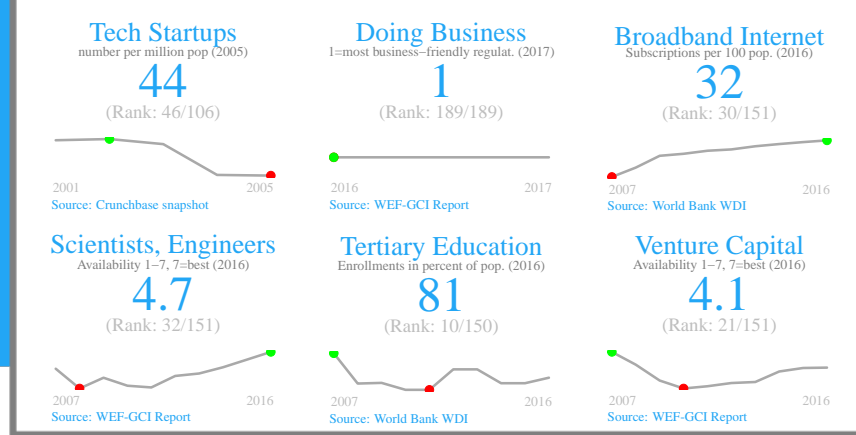 Tech Startups
number per million pop (2005)
44
(Rank: 46/106)
2001 2005
Source: Crunchbase snapshot
Doing Business
1=most business−friendly regulat. (2017)
1
(Rank: 189/189)
2016 2017
Source: WEF-GCI Report
Broadband Internet
Subscriptions per 100 pop. (2016)
32
(Rank: 30/151)
2007 2016
Source: World Bank WDI
Scientists, Engineers
Availability 1−7, 7=best (2016)
4.7
(Rank: 32/151)
2007 2016
Source: WEF-GCI Report
Tertiary Education
Enrollments in percent of pop. (2016)
81
(Rank: 10/150)
2007 2016
Source: World Bank WDI
Venture Capital
Availability 1−7, 7=best (2016)
4.1
(Rank: 21/151)
2007 2016
Source: WEF-GCI Report